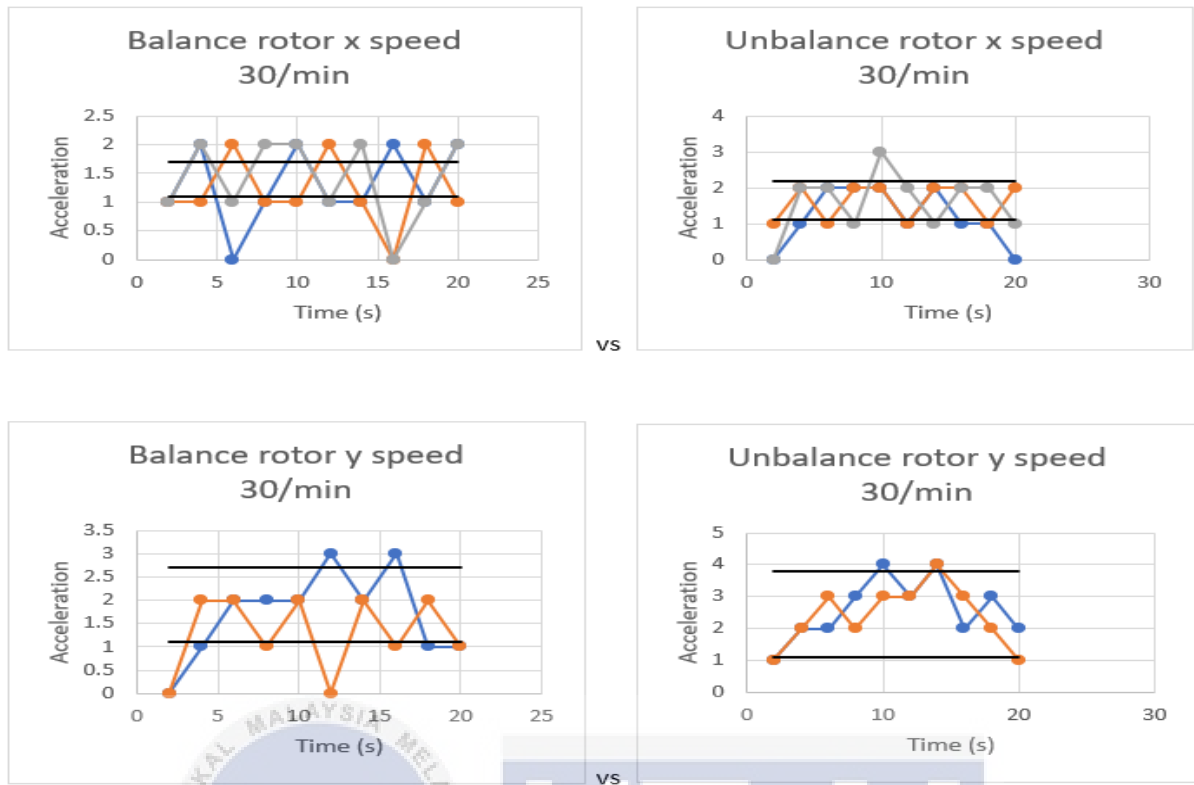 Balance rotor x speed
30/min
2.5
2
1.5
1
0.5
0
Acceleration
0 5 10 15 20 25
Time (s)
vs
Unbalance rotor x speed
30/min
4
3
2
1
0
Acceleration
0 10 20 30
Time (s)
Balance rotor y speed
30/min
3.5
3
2.5
2
1.5
1
0.5
0
Acceleration
0 5 10 15 20 25
Time (s)
vs
Unbalance rotor y speed
30/min
5
4
3
2
1
0
Acceleration
0 10 20 30
Time (s)
MALAYSIA